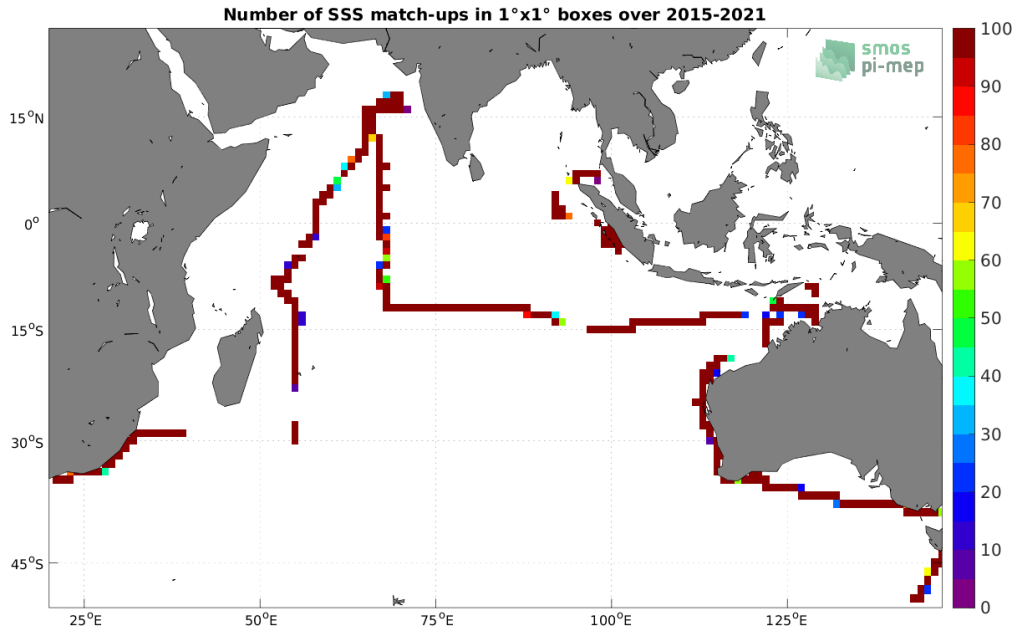 Number of SSS match-ups in 1°x1° boxes over 2015-2021
smos
pi-mep
100
90
80
70
60
50
40
30
20
10
0
15°N
0°
15°S
30°S
45°S
25°E
50°E
75°E
100°E
125°E